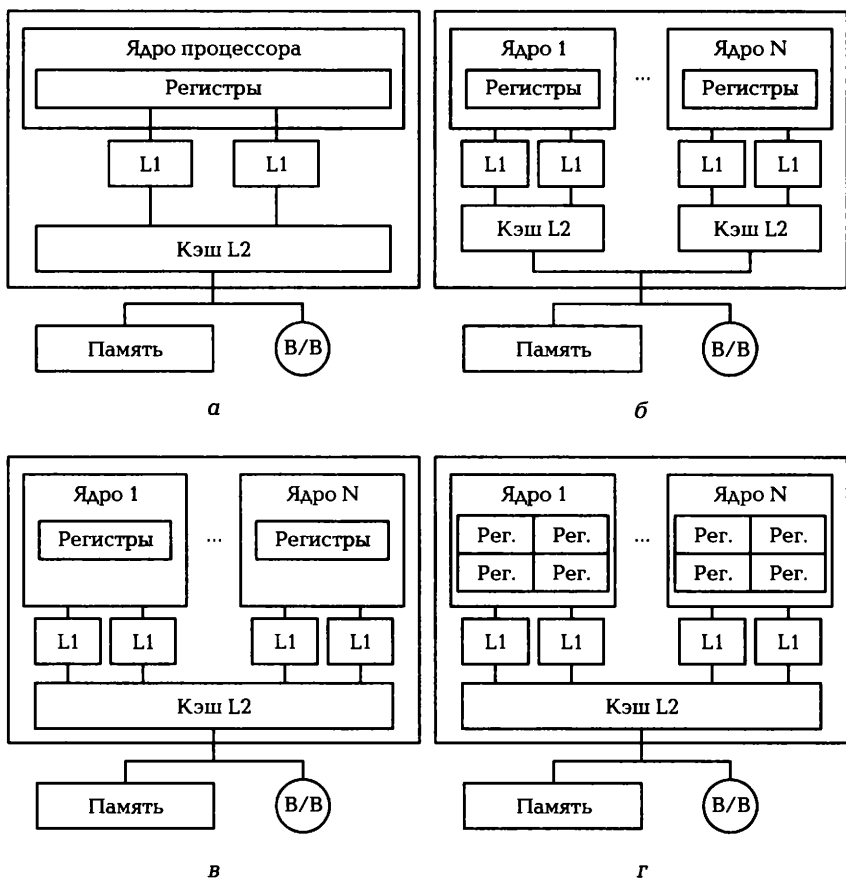 Ядро процессора
Регистры
L1 L1
Кэш L2
Память В/В
а
Ядро 1 ... Ядро N
Регистры Регистры
L1 L1 L1 L1
Кэш L2 Кэш L2
Память В/В
б
Ядро 1 ... Ядро N
Регистры Регистры
L1 L1 L1 L1
Кэш L2
Память В/В
в
Ядро 1 ... Ядро N
Рег. Рег. Рег. Рег.
Рег. Рег. Рег. Рег.
L1 L1 L1 L1
Кэш L2
Память В/В
г